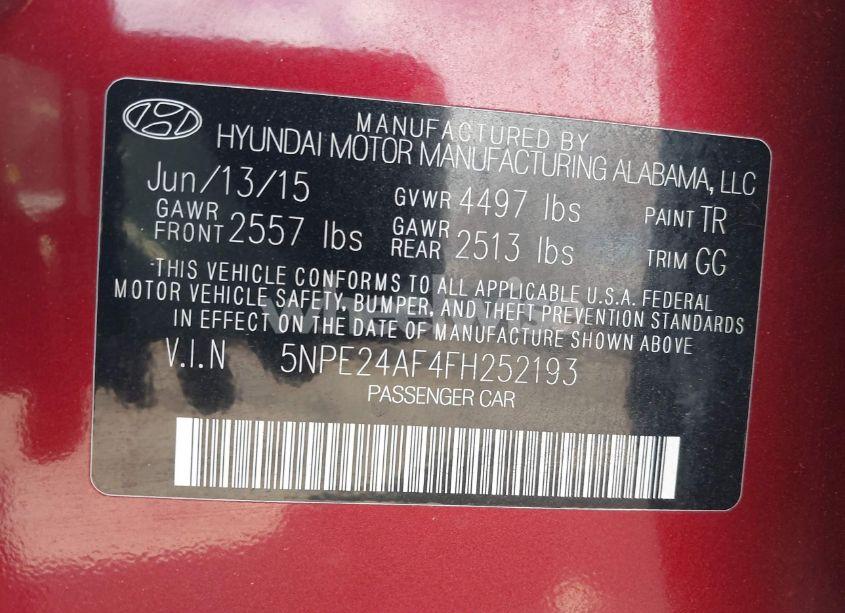 MANUFACTURED BY
HYUNDAI MOTOR MANUFACTURING ALABAMA, LLC
Jun/13/15 GVWR 4497 lbs PAINT TR
GAWR FRONT 2557 lbs GAWR REAR 2513 lbs TRIM GG
THIS VEHICLE CONFORMS TO ALL APPLICABLE U.S.A. FEDERAL
MOTOR VEHICLE SAFETY, BUMPER, AND THEFT PREVENTION STANDARDS
IN EFFECT ON THE DATE OF MANUFACTURE SHOWN ABOVE
V.I.N 5NPE24AF4FH252193
PASSENGER CAR